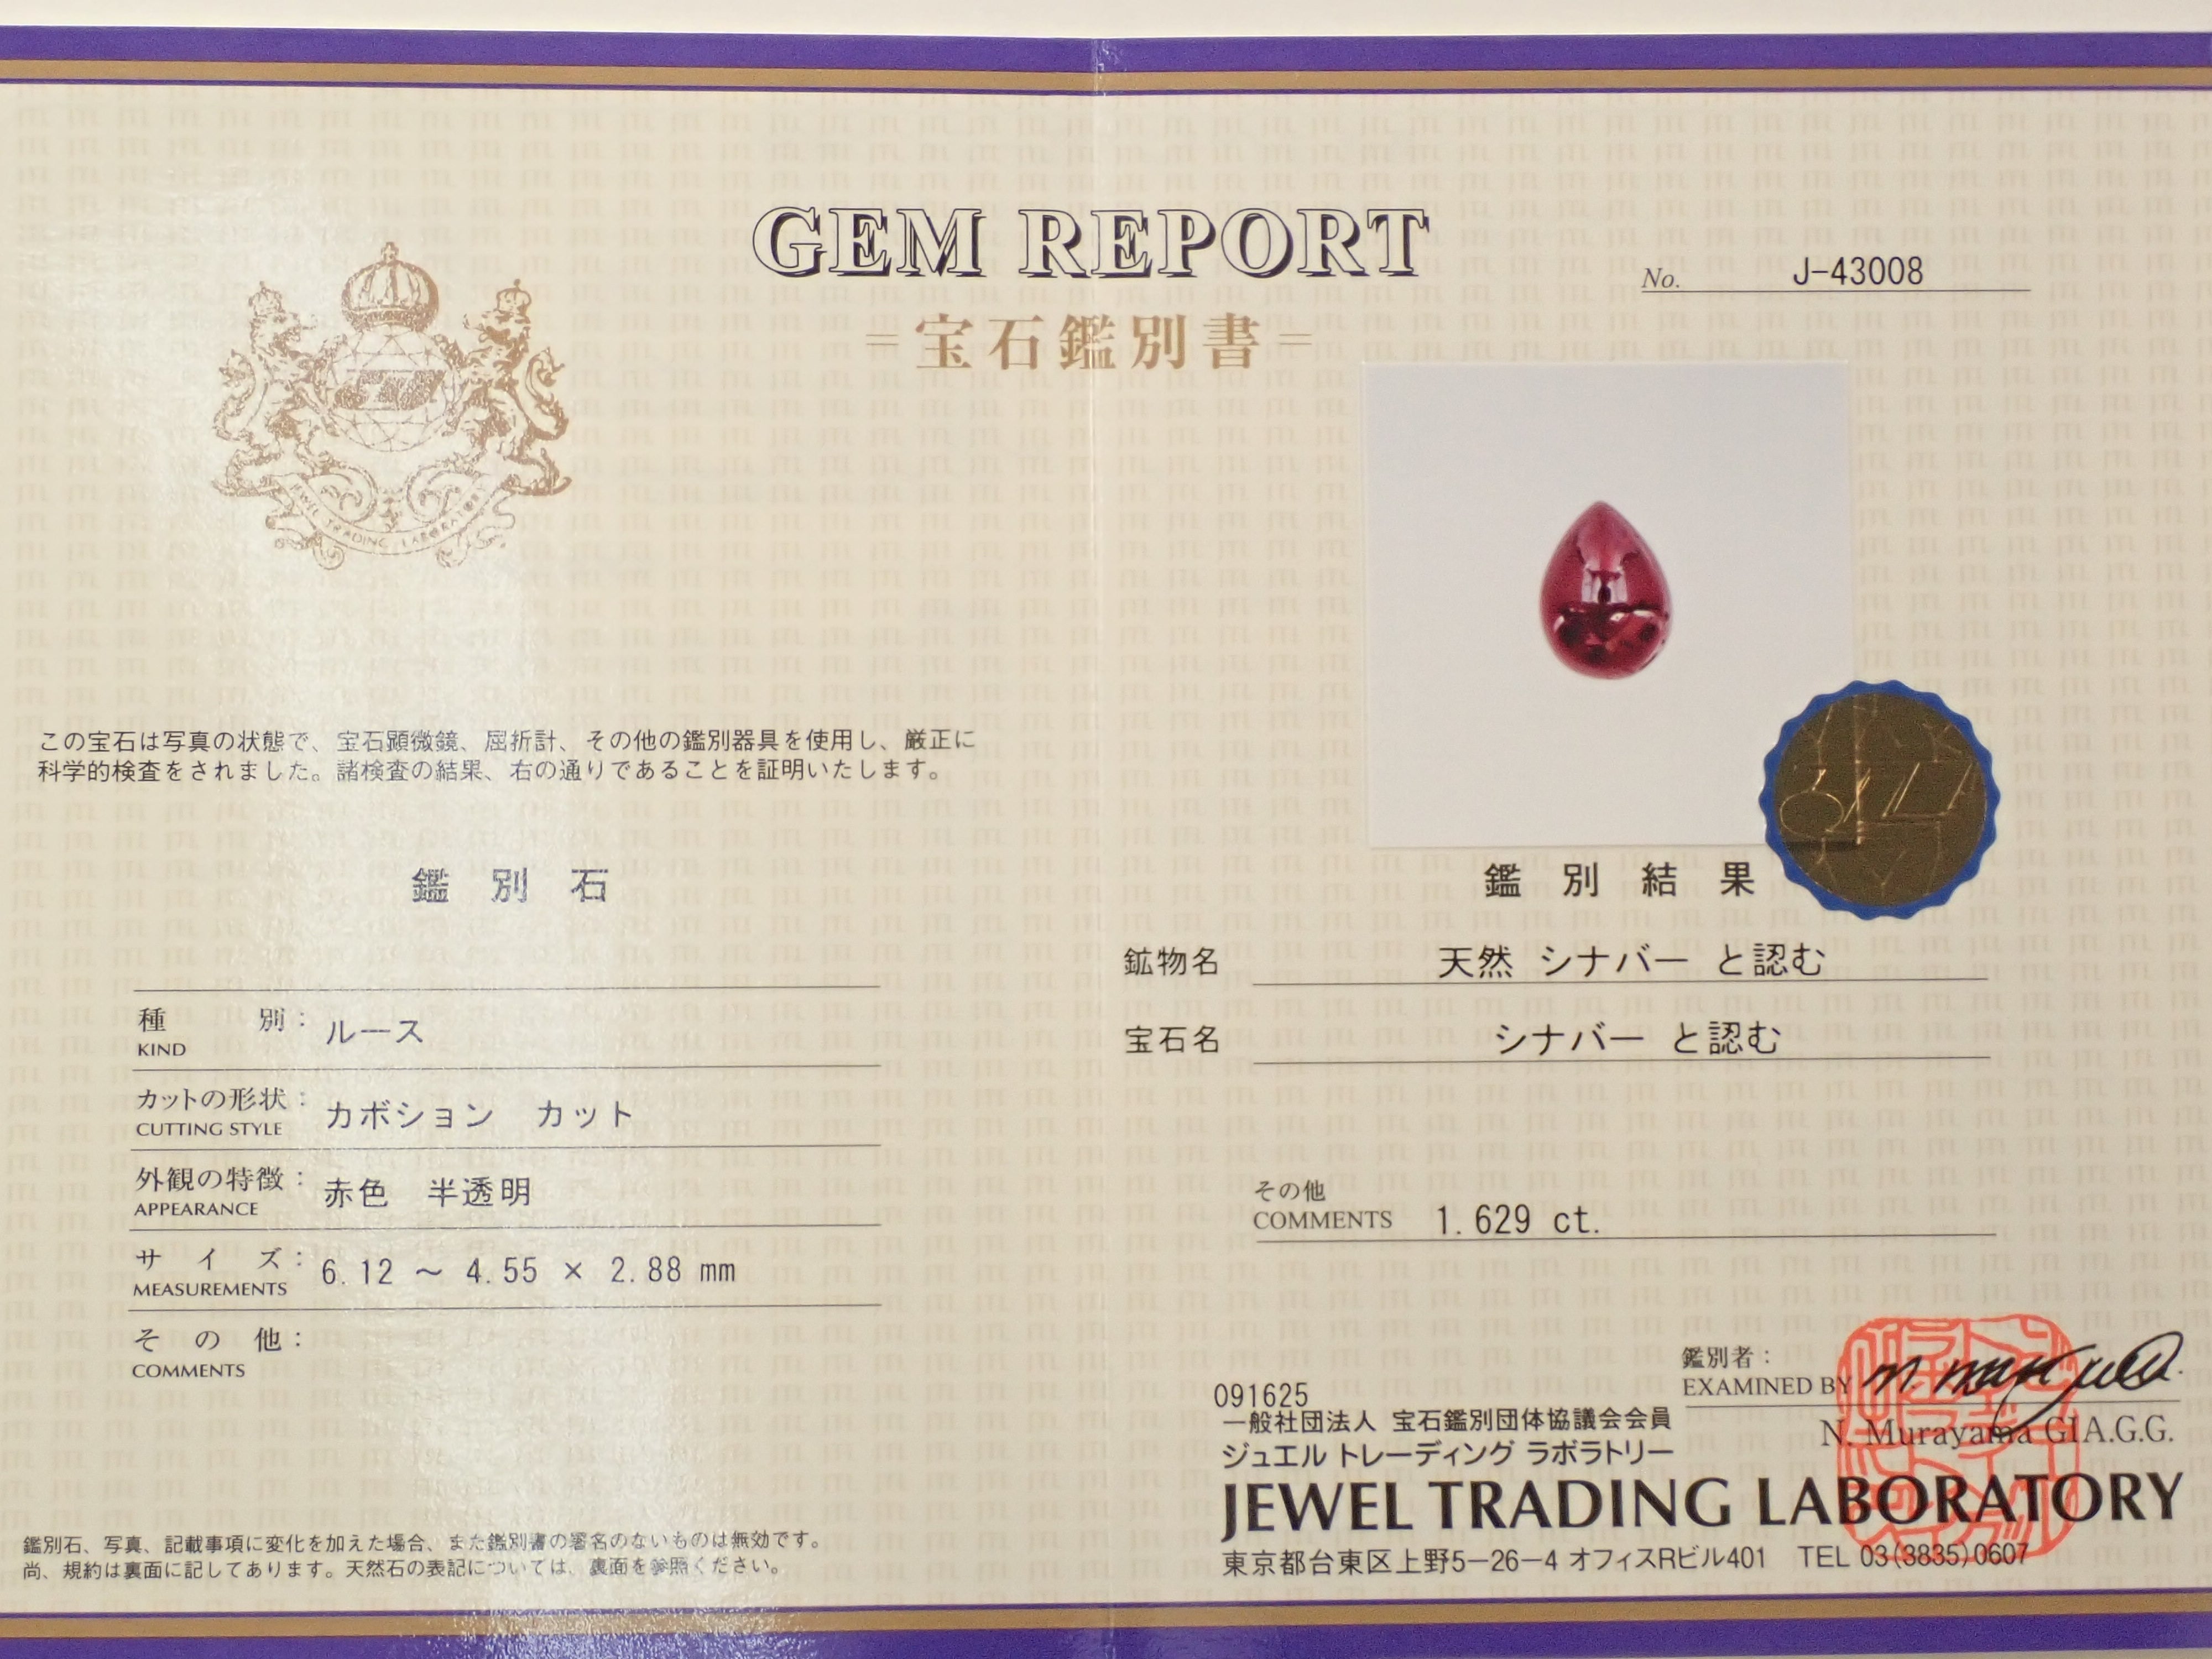 GEM REPORT
No. J-43008
=宝石鑑別書=
TRADING
この宝石は写真の状態で、宝石顕微鏡、屈折計、その他の鑑別器具を使用し、厳正に
科学的検査をされました。諸検査の結果、右の通りであることを証明いたします。
鑑別石
種別: ルース
KIND
カットの形状: カボション カット
CUTTING STYLE
外観の特徴: 赤色 半透明
APPEARANCE
サイズ: 6.12 ～ 4.55 × 2.88 mm
MEASUREMENTS
その他:
COMMENTS
鑑別石、写真、記載事項に変化を加えた場合、また鑑別書の署名のないものは無効です。
尚、規約は裏面に記してあります。天然石の表記については、裏面を参照ください。
鑑別結果
鉱物名 天然 シナバー と認む
宝石名 シナバー と認む
その他
COMMENTS 1.629 ct.
鑑別者:
EXAMINED BY
N. Murayama G.I.A.G.G.
091625
一般社団法人 宝石鑑別団体協議会会員
ジュエル トレーディング ラボラトリー
JEWEL TRADING LABORATORY
東京都台東区上野5-26-4 オフィスRビル401 TEL 03(3835)0607